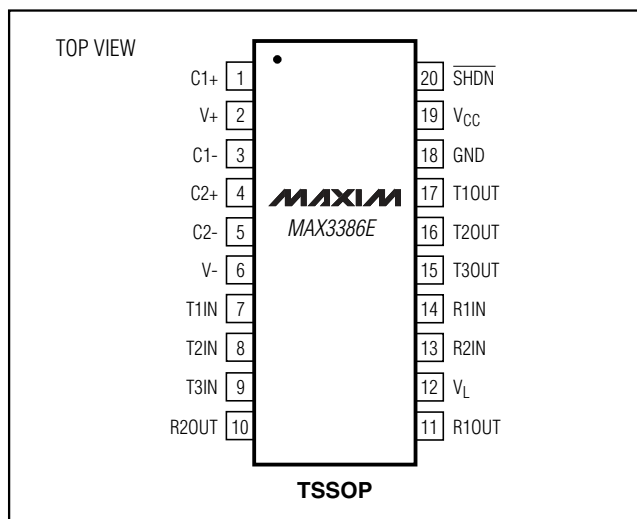 TOP VIEW
C1+ 1
V+ 2
C1- 3
C2+ 4
C2- 5
V- 6
T1IN 7
T2IN 8
T3IN 9
R2OUT 10
MAXIM
MAX3386E
20 SHDN
19 VCC
18 GND
17 T1OUT
16 T2OUT
15 T3OUT
14 R1IN
13 R2IN
12 VL
11 R1OUT
TSSOP